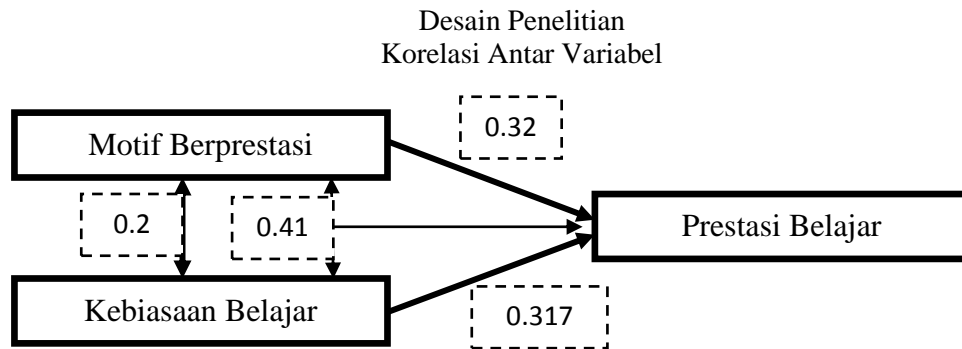 Desain Penelitian
Korelasi Antar Variabel
0.32
Motif Berprestasi
0.2
0.41
Prestasi Belajar
Kebiasaan Belajar
0.317